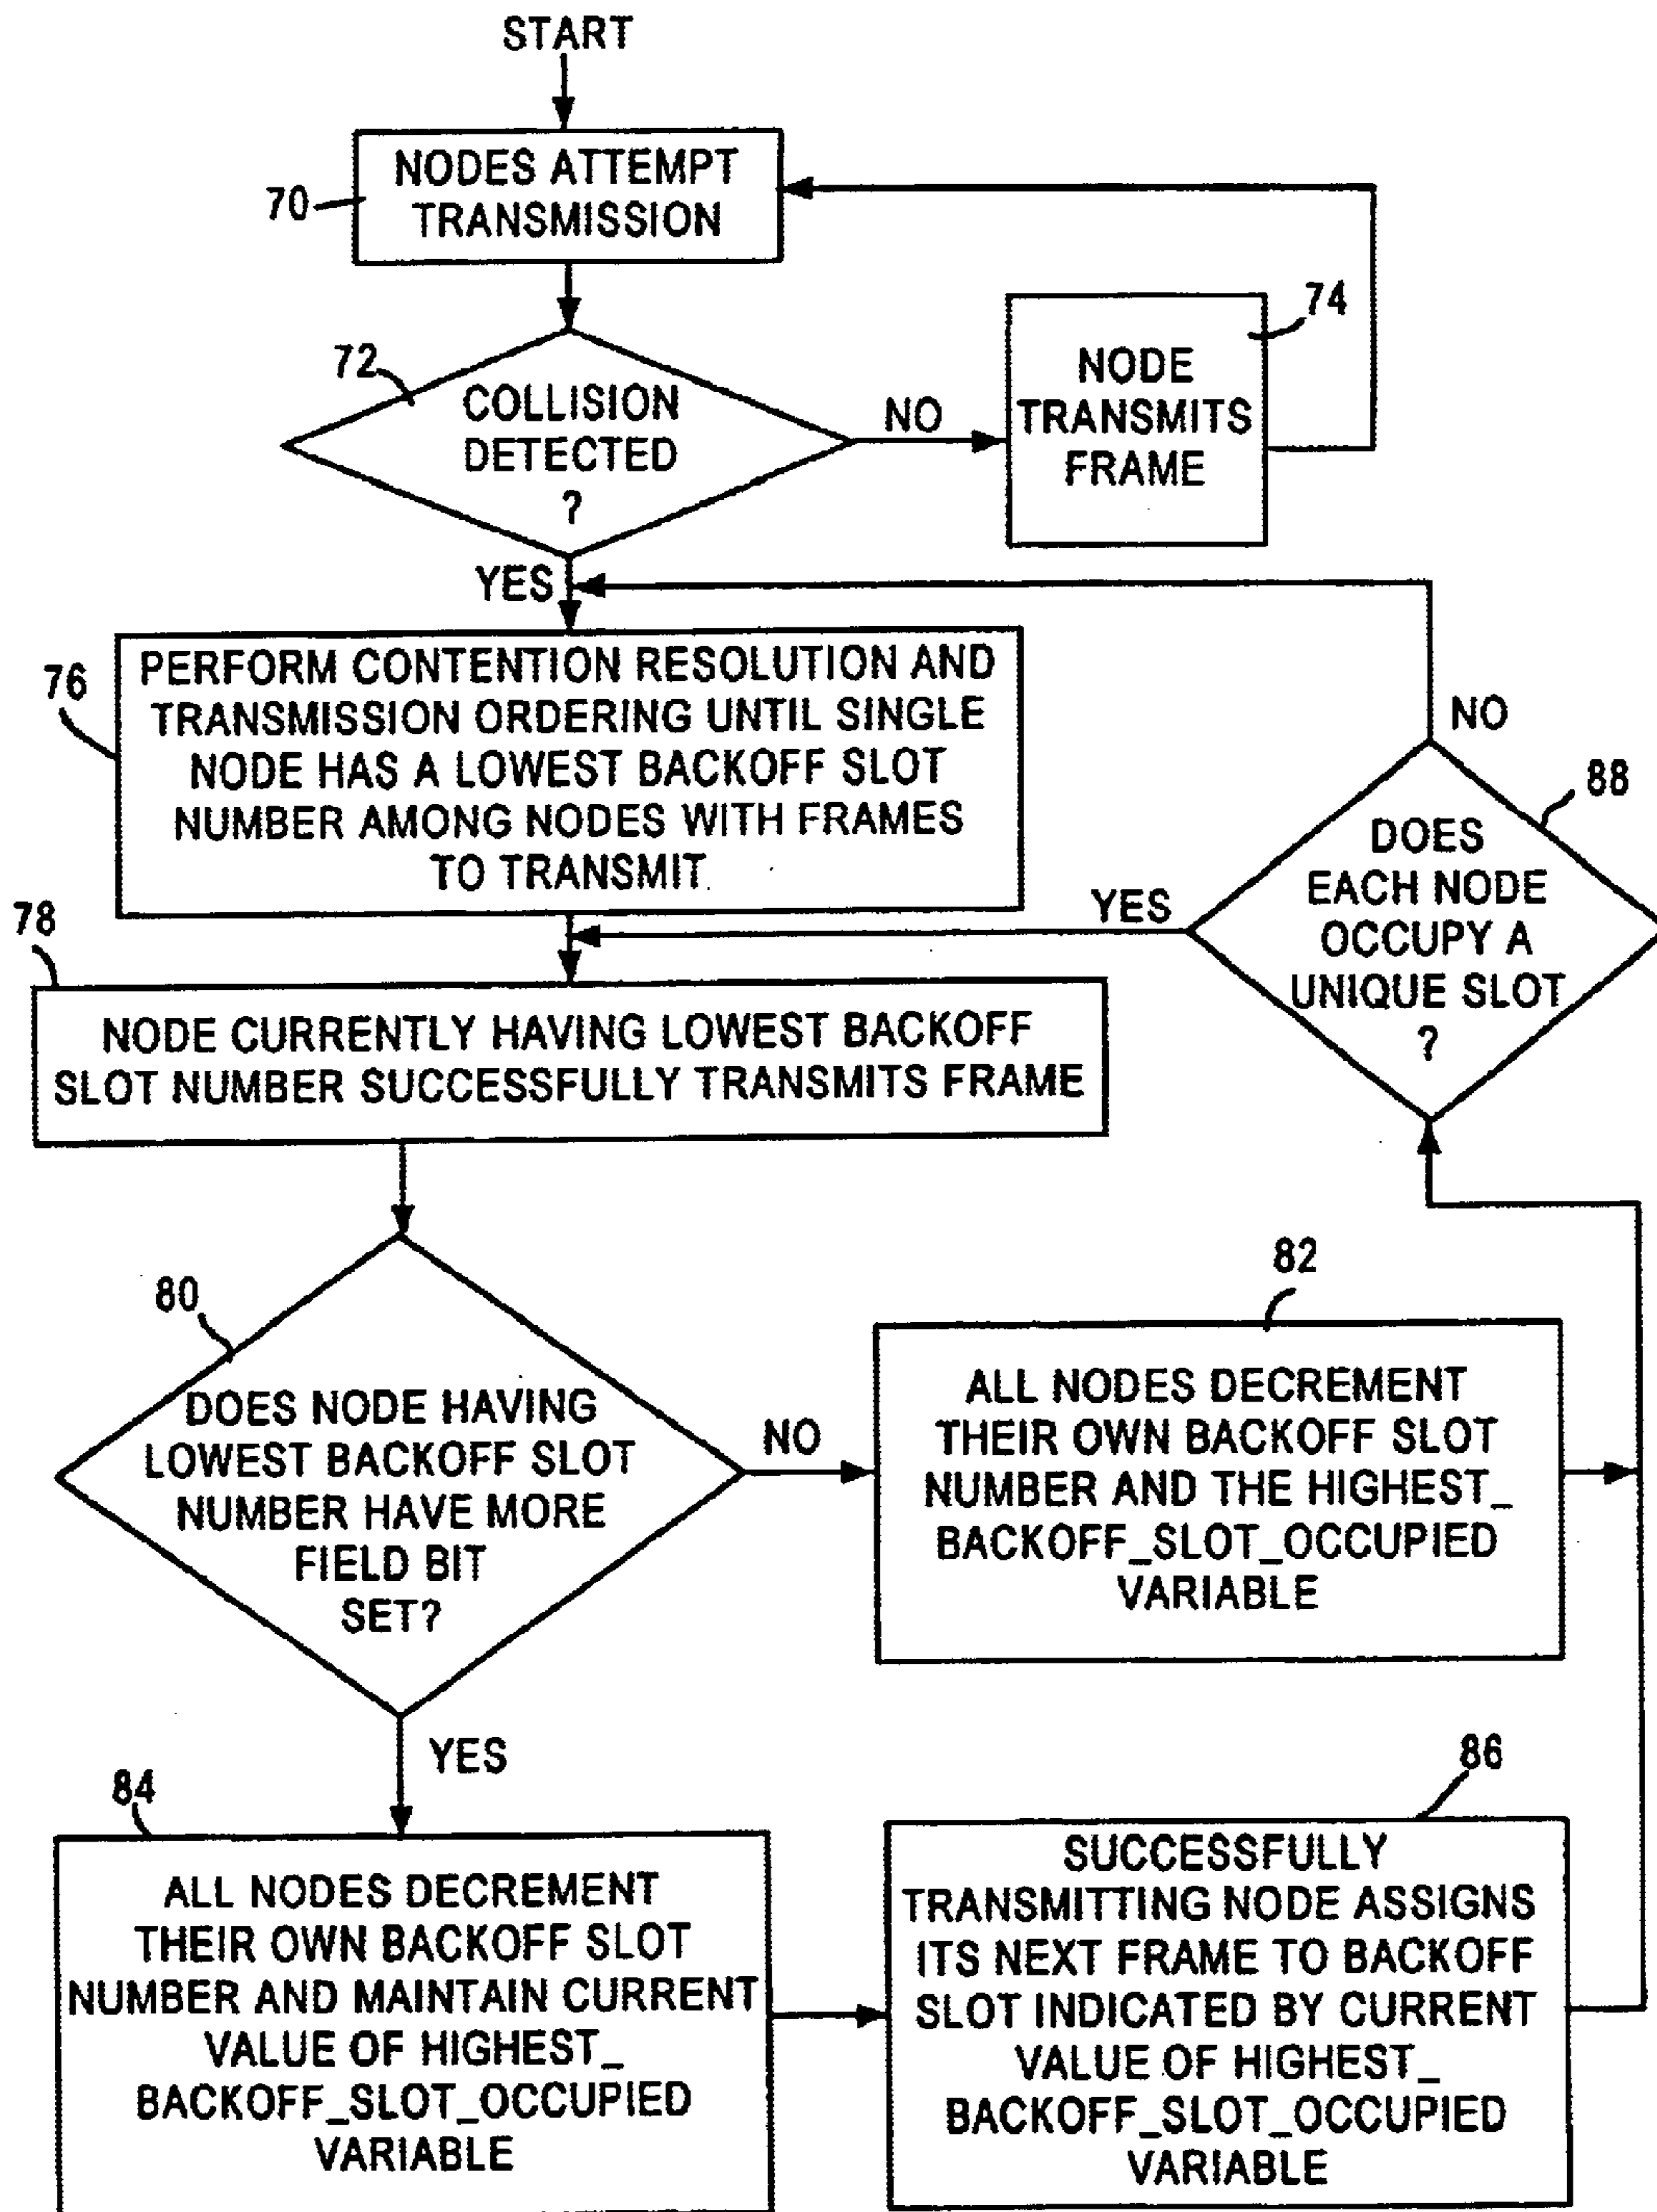 START
NODES ATTEMPT
TRANSMISSION
70
72
COLLISION
DETECTED
?
NO
74
NODE
TRANSMITS
FRAME
YES
76
PERFORM CONTENTION RESOLUTION AND
TRANSMISSION ORDERING UNTIL SINGLE
NODE HAS A LOWEST BACKOFF SLOT
NUMBER AMONG NODES WITH FRAMES
TO TRANSMIT
NO
88
DOES
EACH NODE
OCCUPY A
UNIQUE SLOT
?
YES
78
NODE CURRENTLY HAVING LOWEST BACKOFF
SLOT NUMBER SUCCESSFULLY TRANSMITS FRAME
80
DOES NODE HAVING
LOWEST BACKOFF SLOT
NUMBER HAVE MORE
FIELD BIT
SET?
NO
82
ALL NODES DECREMENT
THEIR OWN BACKOFF SLOT
NUMBER AND THE HIGHEST_
BACKOFF_SLOT_OCCUPIED
VARIABLE
YES
84
ALL NODES DECREMENT
THEIR OWN BACKOFF SLOT
NUMBER AND MAINTAIN CURRENT
VALUE OF HIGHEST_
BACKOFF_SLOT_OCCUPIED
VARIABLE
86
SUCCESSFULLY
TRANSMITTING NODE ASSIGNS
ITS NEXT FRAME TO BACKOFF
SLOT INDICATED BY CURRENT
VALUE OF HIGHEST_
BACKOFF_SLOT_OCCUPIED
VARIABLE